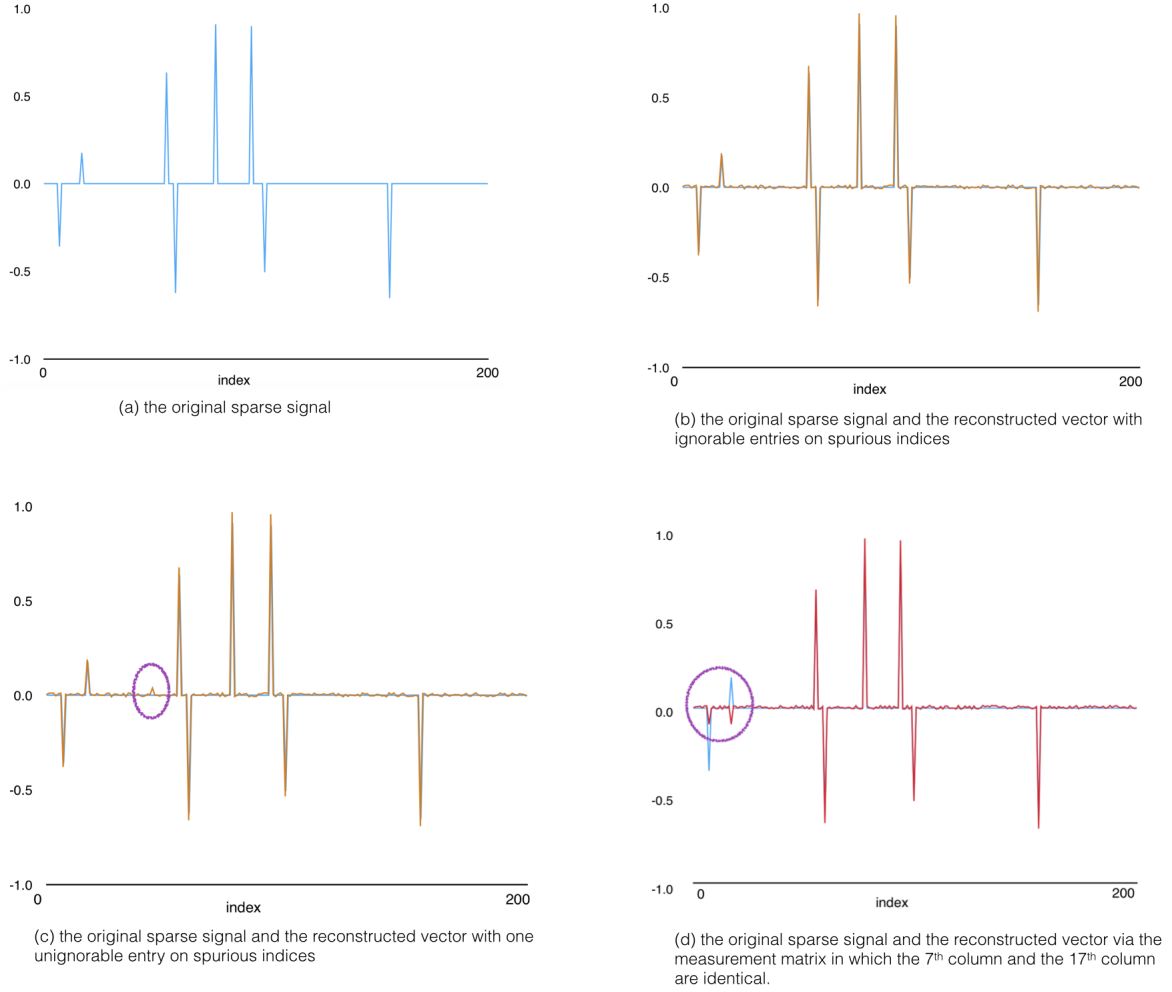 1.0
0.5
0.0
-0.5
-1.0
0
200
index
(a) the original sparse signal
1.0
0.5
0.0
-0.5
-1.0
0
200
index
(b) the original sparse signal and the reconstructed vector with
ignorable entries on spurious indices
1.0
0.5
0.0
-0.5
-1.0
0
200
index
(c) the original sparse signal and the reconstructed vector with one
unignorable entry on spurious indices
1.0
0.5
0.0
-0.5
-1.0
0
200
index
(d) the original sparse signal and the reconstructed vector via the
measurement matrix in which the 7th column and the 17th column
are identical.